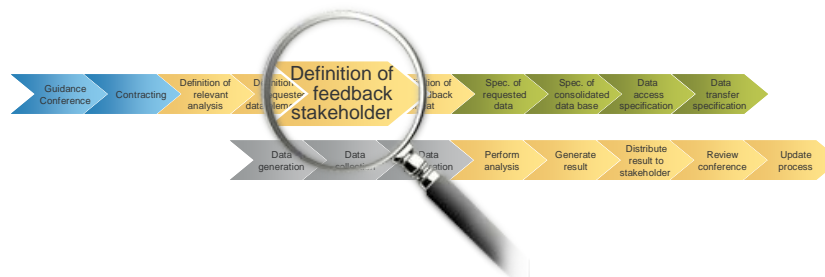 Guidance
Conference
Contracting
Definition of
relevant
analysis
Definition of
feedback
stakeholder
Spec. of
requested
data
Spec. of
consolidated
data base
Data
access
specification
Data
transfer
specification
Data
generation
Data
Data
Perform
analysis
Generate
result
Distribute
result to
stakeholder
Review
conference
Update
process